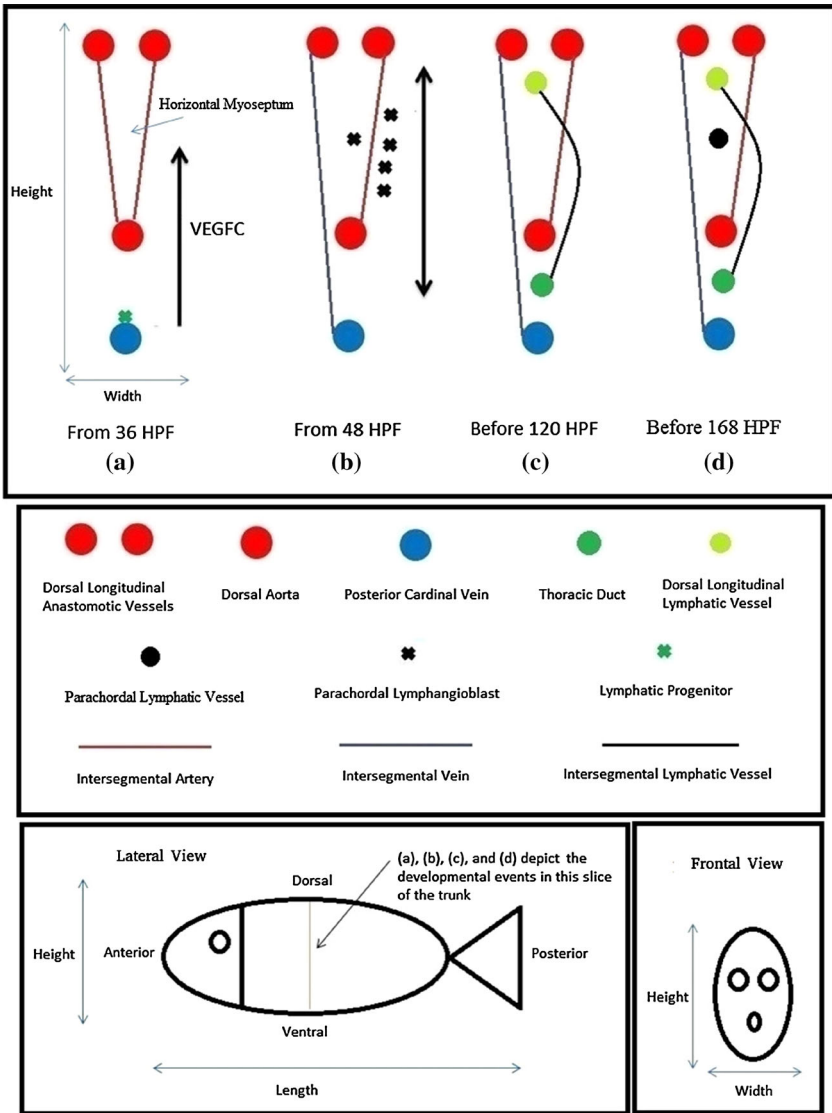 Horizontal Myoseptum
Height
VEGFC
Width
From 36 HPF
From 48 HPF
Before 120 HPF
Before 168 HPF
(a)
(b)
(c)
(d)
Dorsal Longitudinal
Anastomotic Vessels
Dorsal Aorta
Posterior Cardinal Vein
Thoracic Duct
Dorsal Longitudinal
Lymphatic Vessel
Parachordal Lymphatic Vessel
Parachordal Lymphangioblast
Lymphatic Progenitor
Intersegmental Artery
Intersegmental Vein
Intersegmental Lymphatic Vessel
Lateral View
(a), (b), (c), and (d) depict the
developmental events in this slice
of the trunk
Dorsal
Height
Anterior
Posterior
Ventral
Length
Frontal View
Height
Width